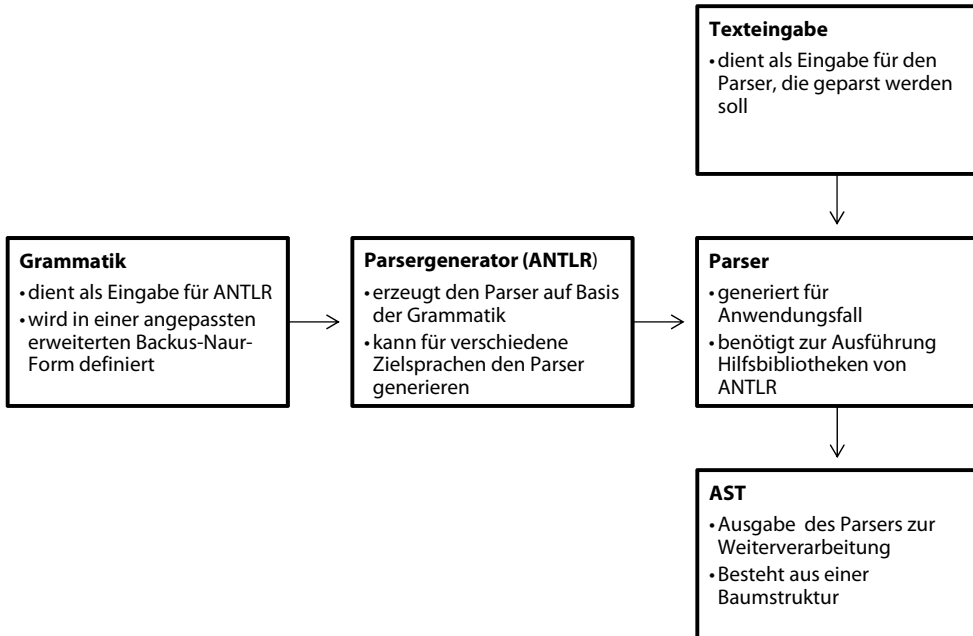 Texteingabe
• dient als Eingabe für den
Parser, die geparst werden
soll
Grammatik
• dient als Eingabe für ANTLR
• wird in einer angepassten
erweiterten Backus-Naur-
Form definiert
Parsergenerator (ANTLR)
• erzeugt den Parser auf Basis
der Grammatik
• kann für verschiedene
Zielsprachen den Parser
generieren
Parser
• generiert für
Anwendungsfall
• benötigt zur Ausführung
Hilfsbibliotheken von
ANTLR
AST
• Ausgabe des Parsers zur
Weiterverarbeitung
• Besteht aus einer
Baumstruktur